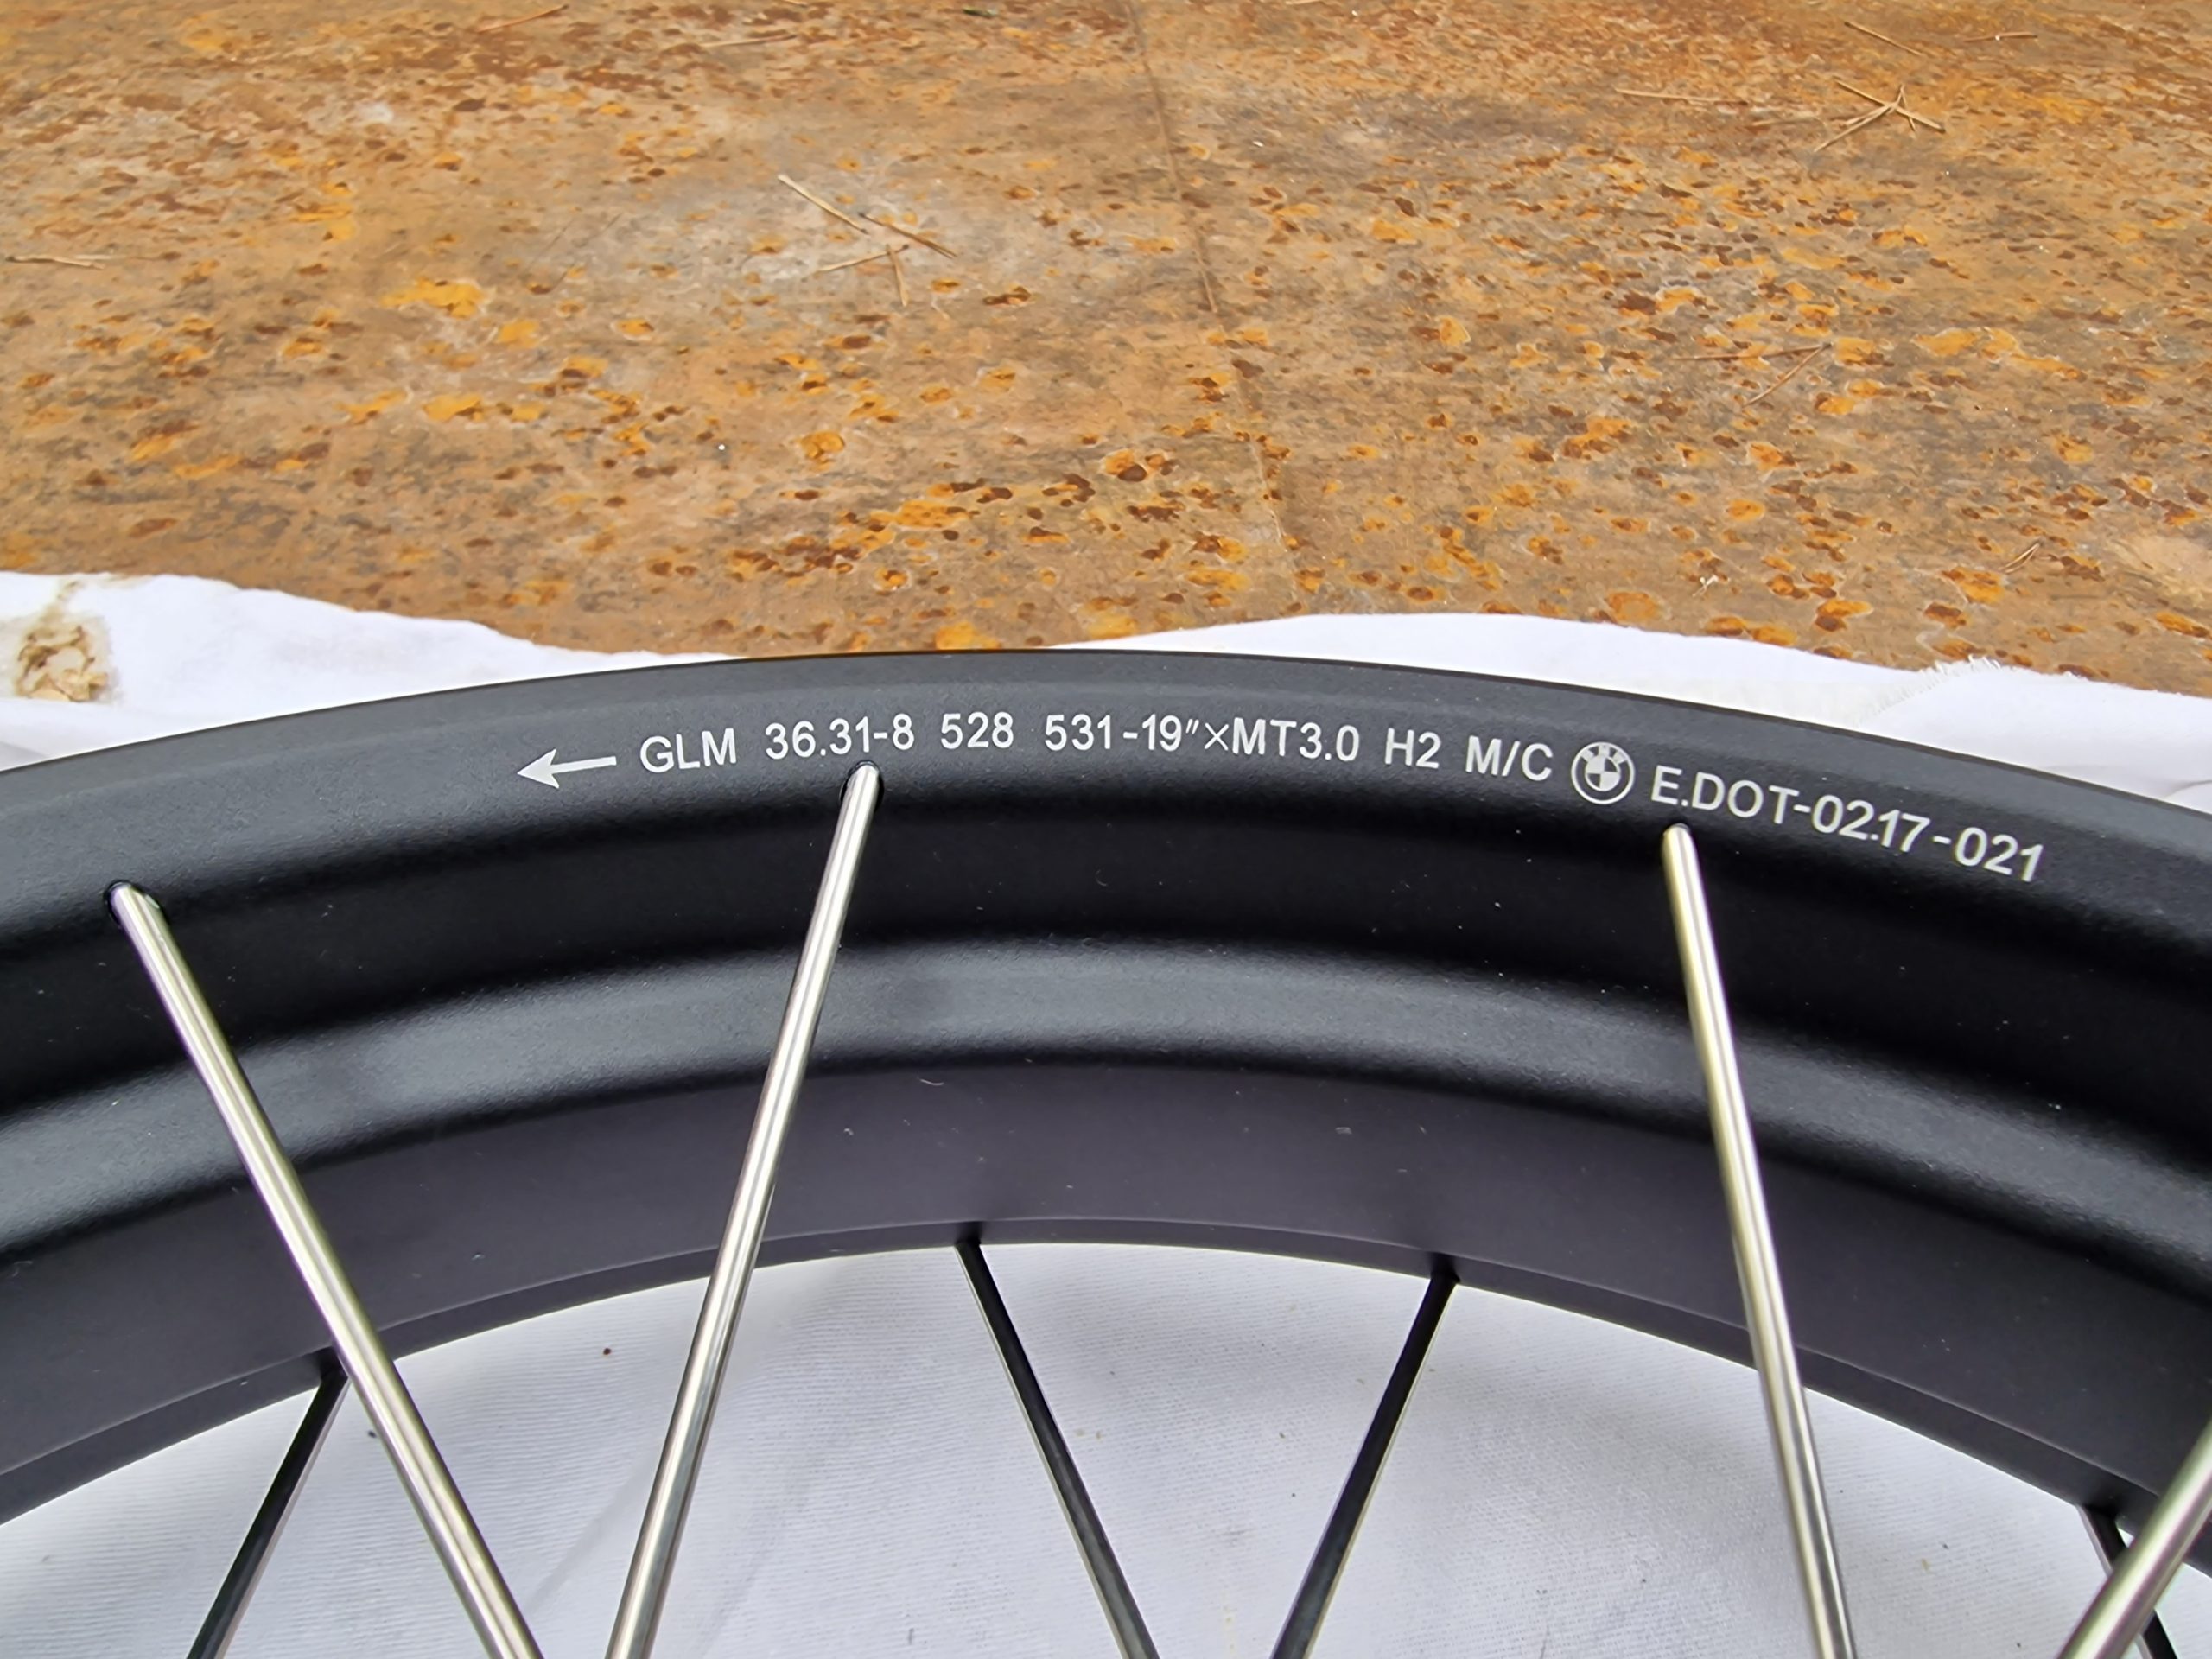 ← GLM 36.31-8 528 531-19"×MT3.0 H2 M/C E.DOT-02.17-021